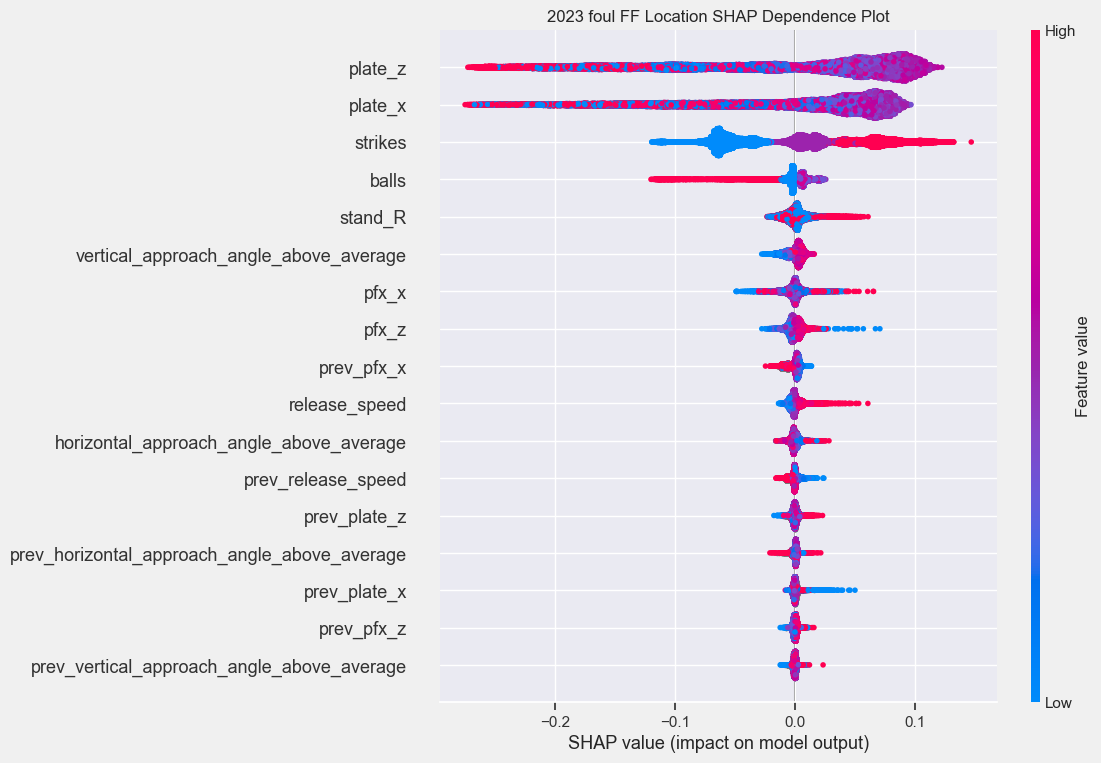 2023 foul FF Location SHAP Dependence Plot
High
plate_z
plate_x
strikes
balls
stand_R
vertical_approach_angle_above_average
pfx_x
pfx_z
prev_pfx_x
release_speed
horizontal_approach_angle_above_average
prev_release_speed
prev_plate_z
prev_horizontal_approach_angle_above_average
prev_plate_x
prev_pfx_z
prev_vertical_approach_angle_above_average
Feature value
Low
−0.2 −0.1 0.0 0.1
SHAP value (impact on model output)